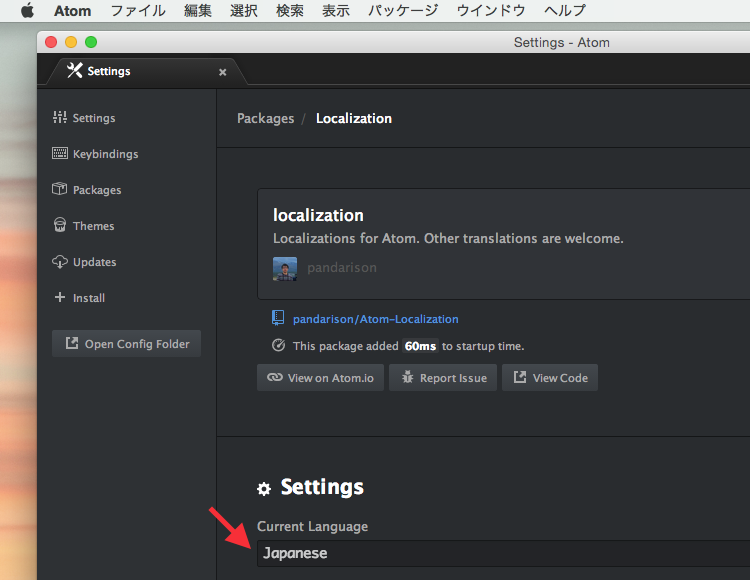 Atom ファイル 編集 選択 検索 表示 パッケージ ウインドウ ヘルプ
Settings - Atom
Settings
Settings
Keybindings
Packages
Themes
Updates
Install
Open Config Folder
Packages / Localization
localization
Localizations for Atom. Other translations are welcome.
pandarison
pandarison/Atom-Localization
This package added 60ms to startup time.
View on Atom.io
Report Issue
View Code
Settings
Current Language
Japanese